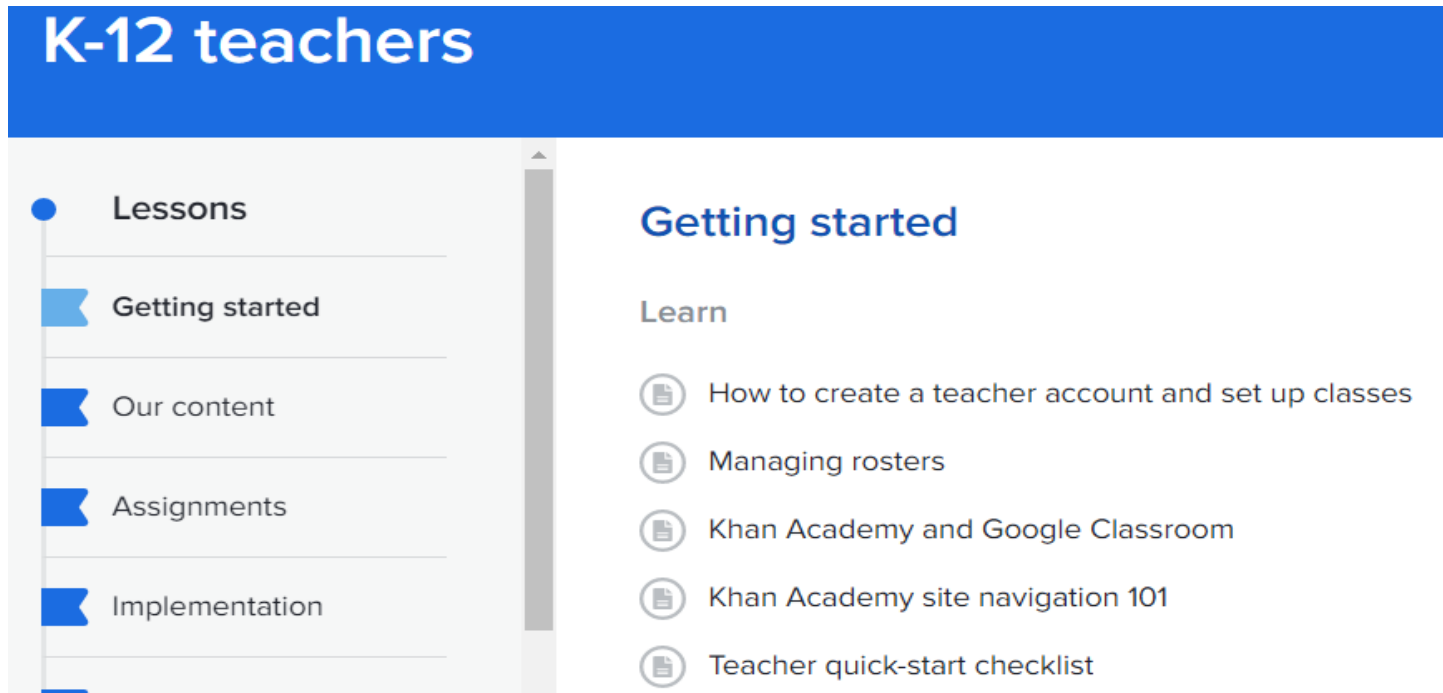 K-12 teachers
Lessons
Getting started
Our content
Assignments
Implementation
Getting started
Learn
How to create a teacher account and set up classes
Managing rosters
Khan Academy and Google Classroom
Khan Academy site navigation 101
Teacher quick-start checklist